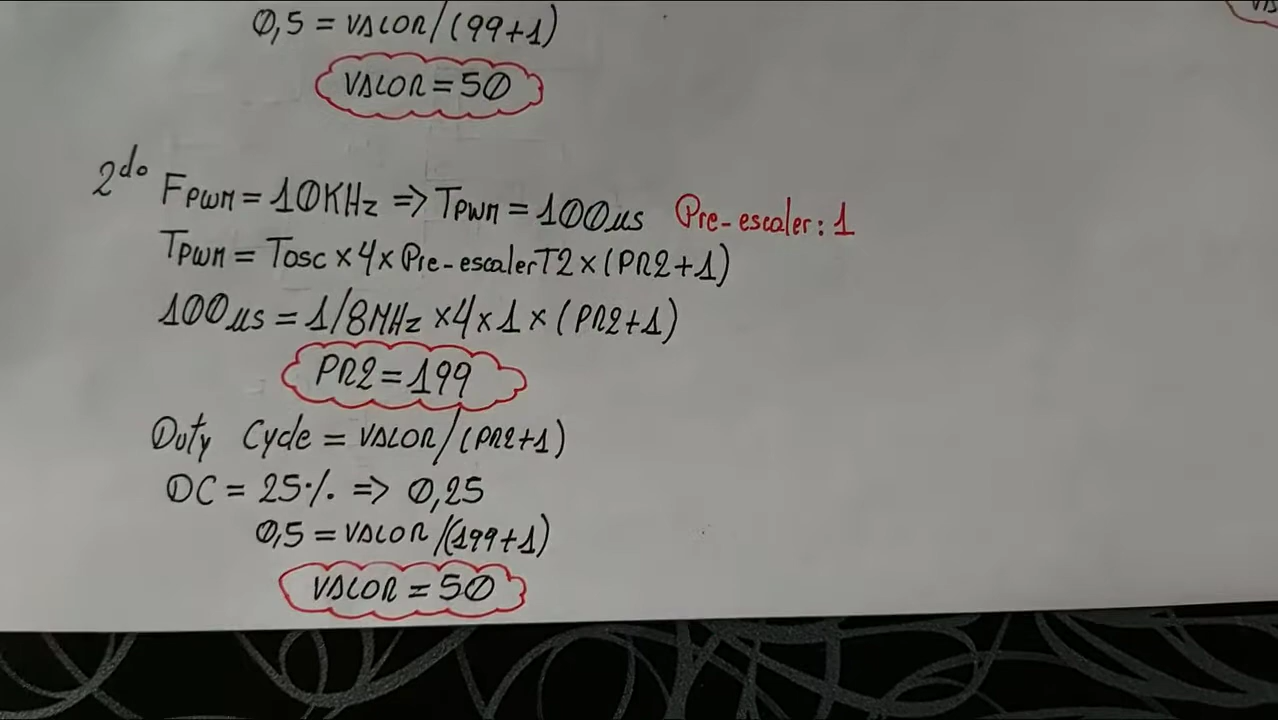 0,5 = VALOR/(99+1)
VALOR = 50
2do FPWM = 10KHz => TPWM = 100us Pre-escaler: 1
TPWM = Tosc x 4 x Pre-escalerT2 x (PR2+1)
100us = 1/8MHz x 4 x 1 x (PR2+1)
PR2 = 199
Duty Cycle = VALOR/(PR2+1)
DC = 25% => 0,25
0,5 = VALOR/(199+1)
VALOR = 50